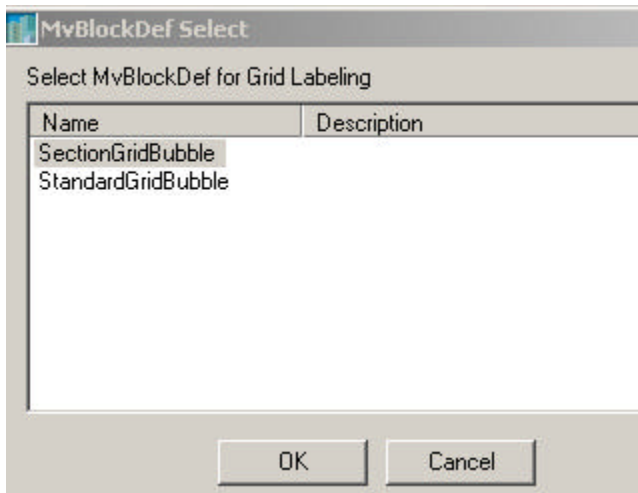 MvBlockDef Select
Select MvBlockDef for Grid Labeling
Name Description
SectionGridBubble
StandardGridBubble
OK Cancel